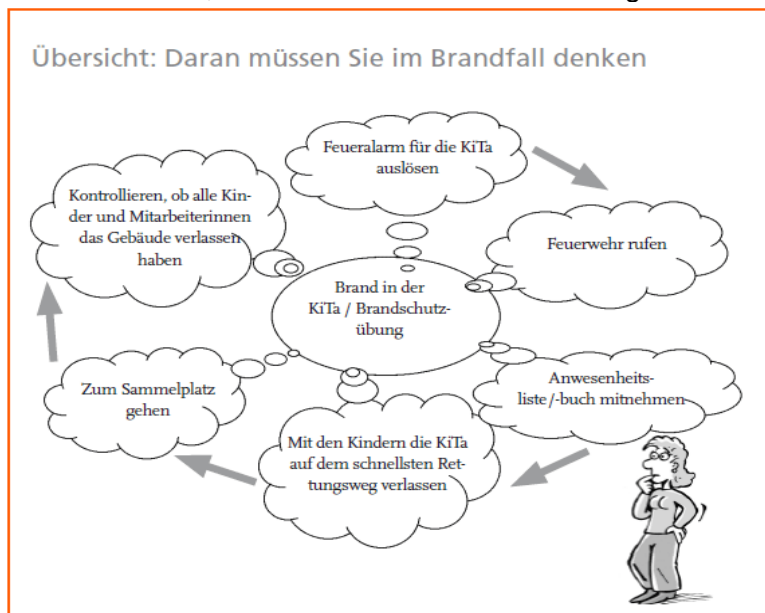 Übersicht: Daran müssen Sie im Brandfall denken
Feueralarm für die KiTa
auslösen
Feuerwehr rufen
Anwesenheits-
liste/-buch mitnehmen
Mit den Kindern die KiTa
auf dem schnellsten Ret-
tungsweg verlassen
Zum Sammelplatz
gehen
Kontrollieren, ob alle Kin-
der und Mitarbeiterinnen
das Gebäude verlassen
haben
Brand in der
KiTa / Brandschutz-
übung